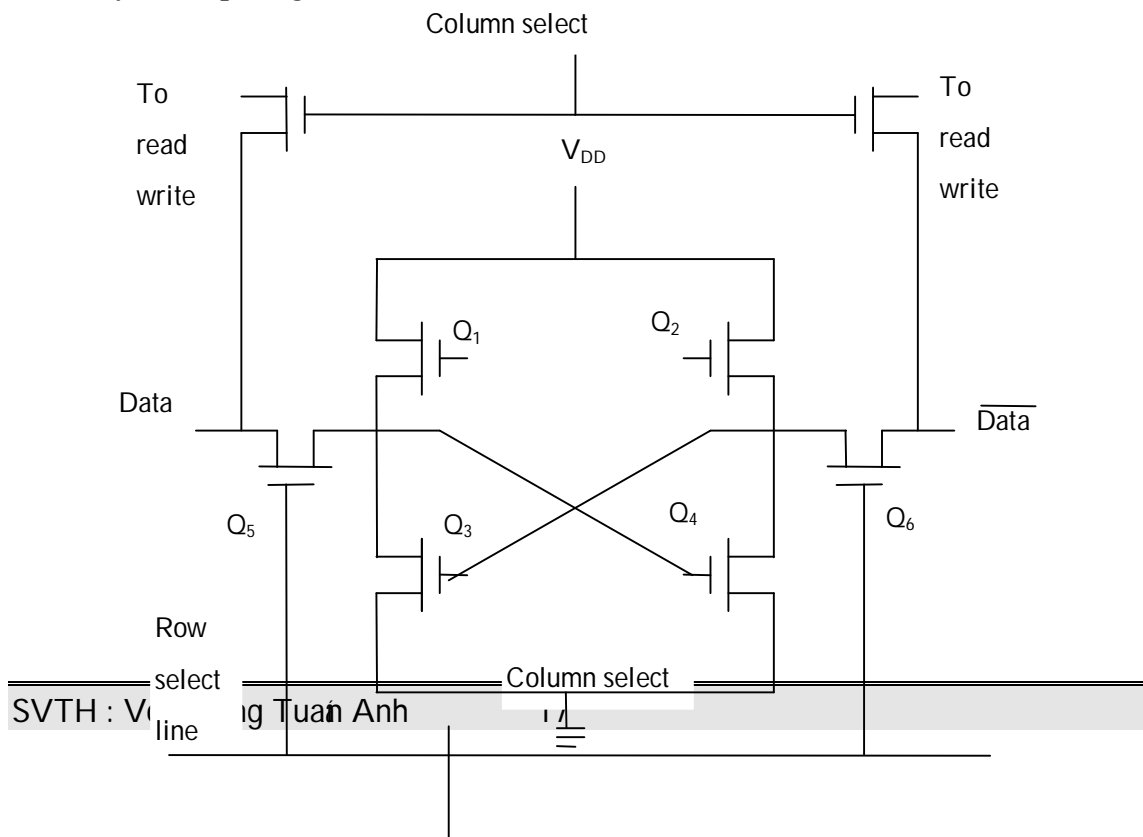 Column select
To
read
write
To
read
write
V_DD
Q₁
Q₂
Data
D̅a̅t̅a̅
Q₅
Q₃
Q₄
Q₆
Row
select
line
Column select
SVTH : Tuấn Anh